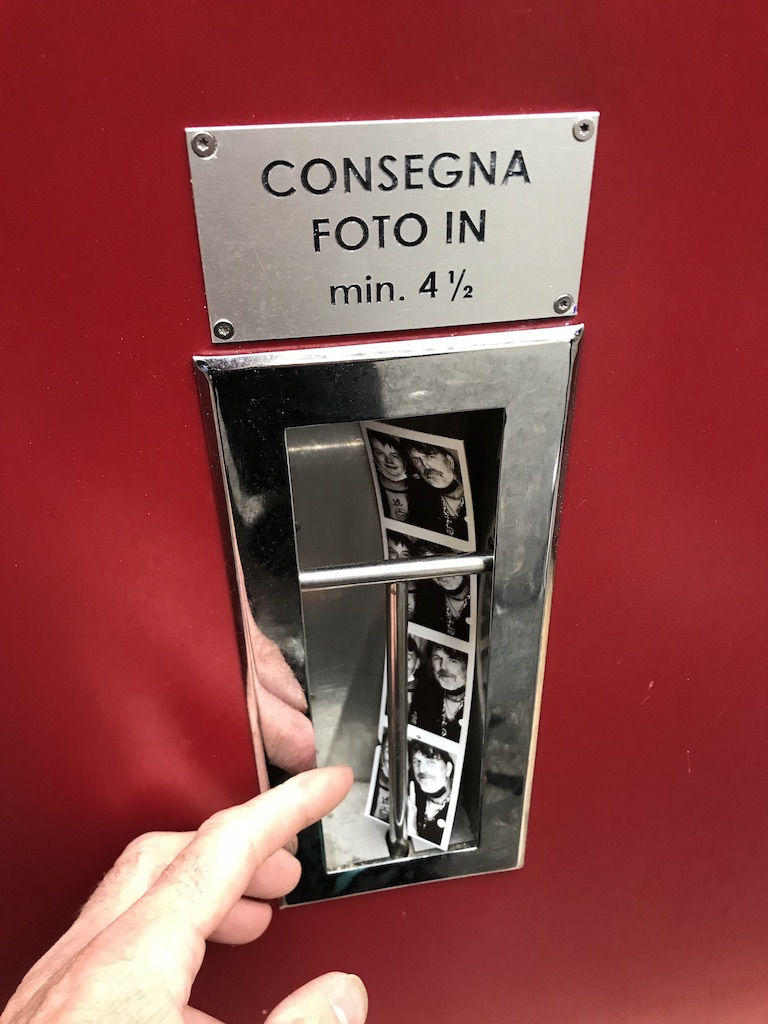 CONSEGNA
FOTO IN
min. 4 ½